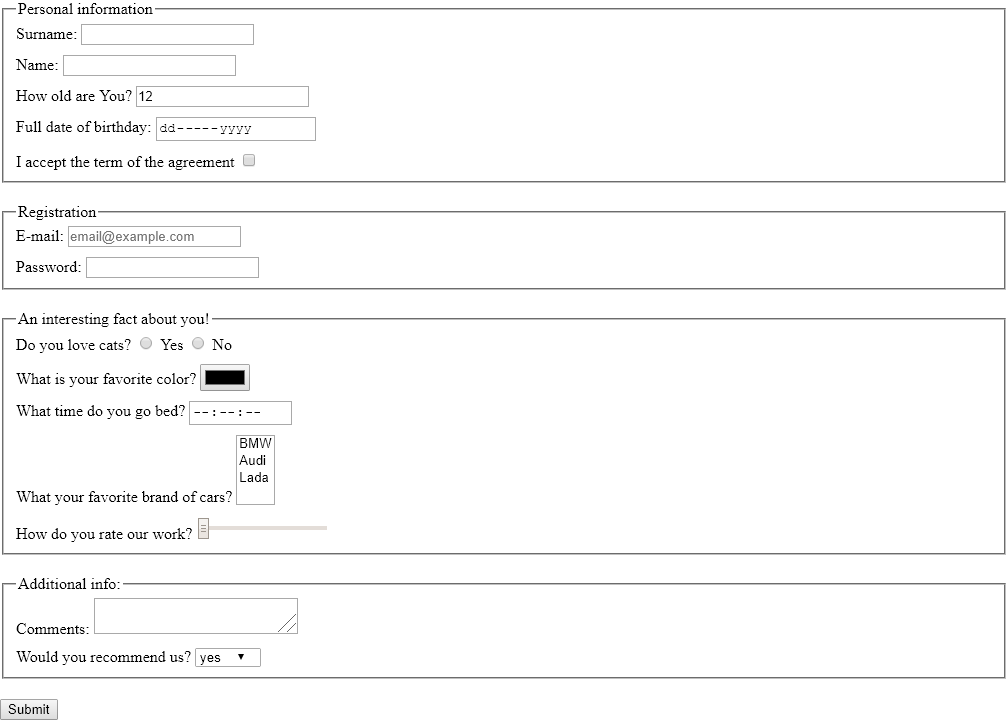 Personal information
Surname:
Name:
How old are You? 12
Full date of birthday: dd-----yyyy
I accept the term of the agreement
Registration
E-mail: email@example.com
Password:
An interesting fact about you!
Do you love cats? Yes No
What is your favorite color?
What time do you go bed? --:--:--
BMW
Audi
Lada
What your favorite brand of cars?
How do you rate our work?
Additional info:
Comments:
Would you recommend us? yes
Submit